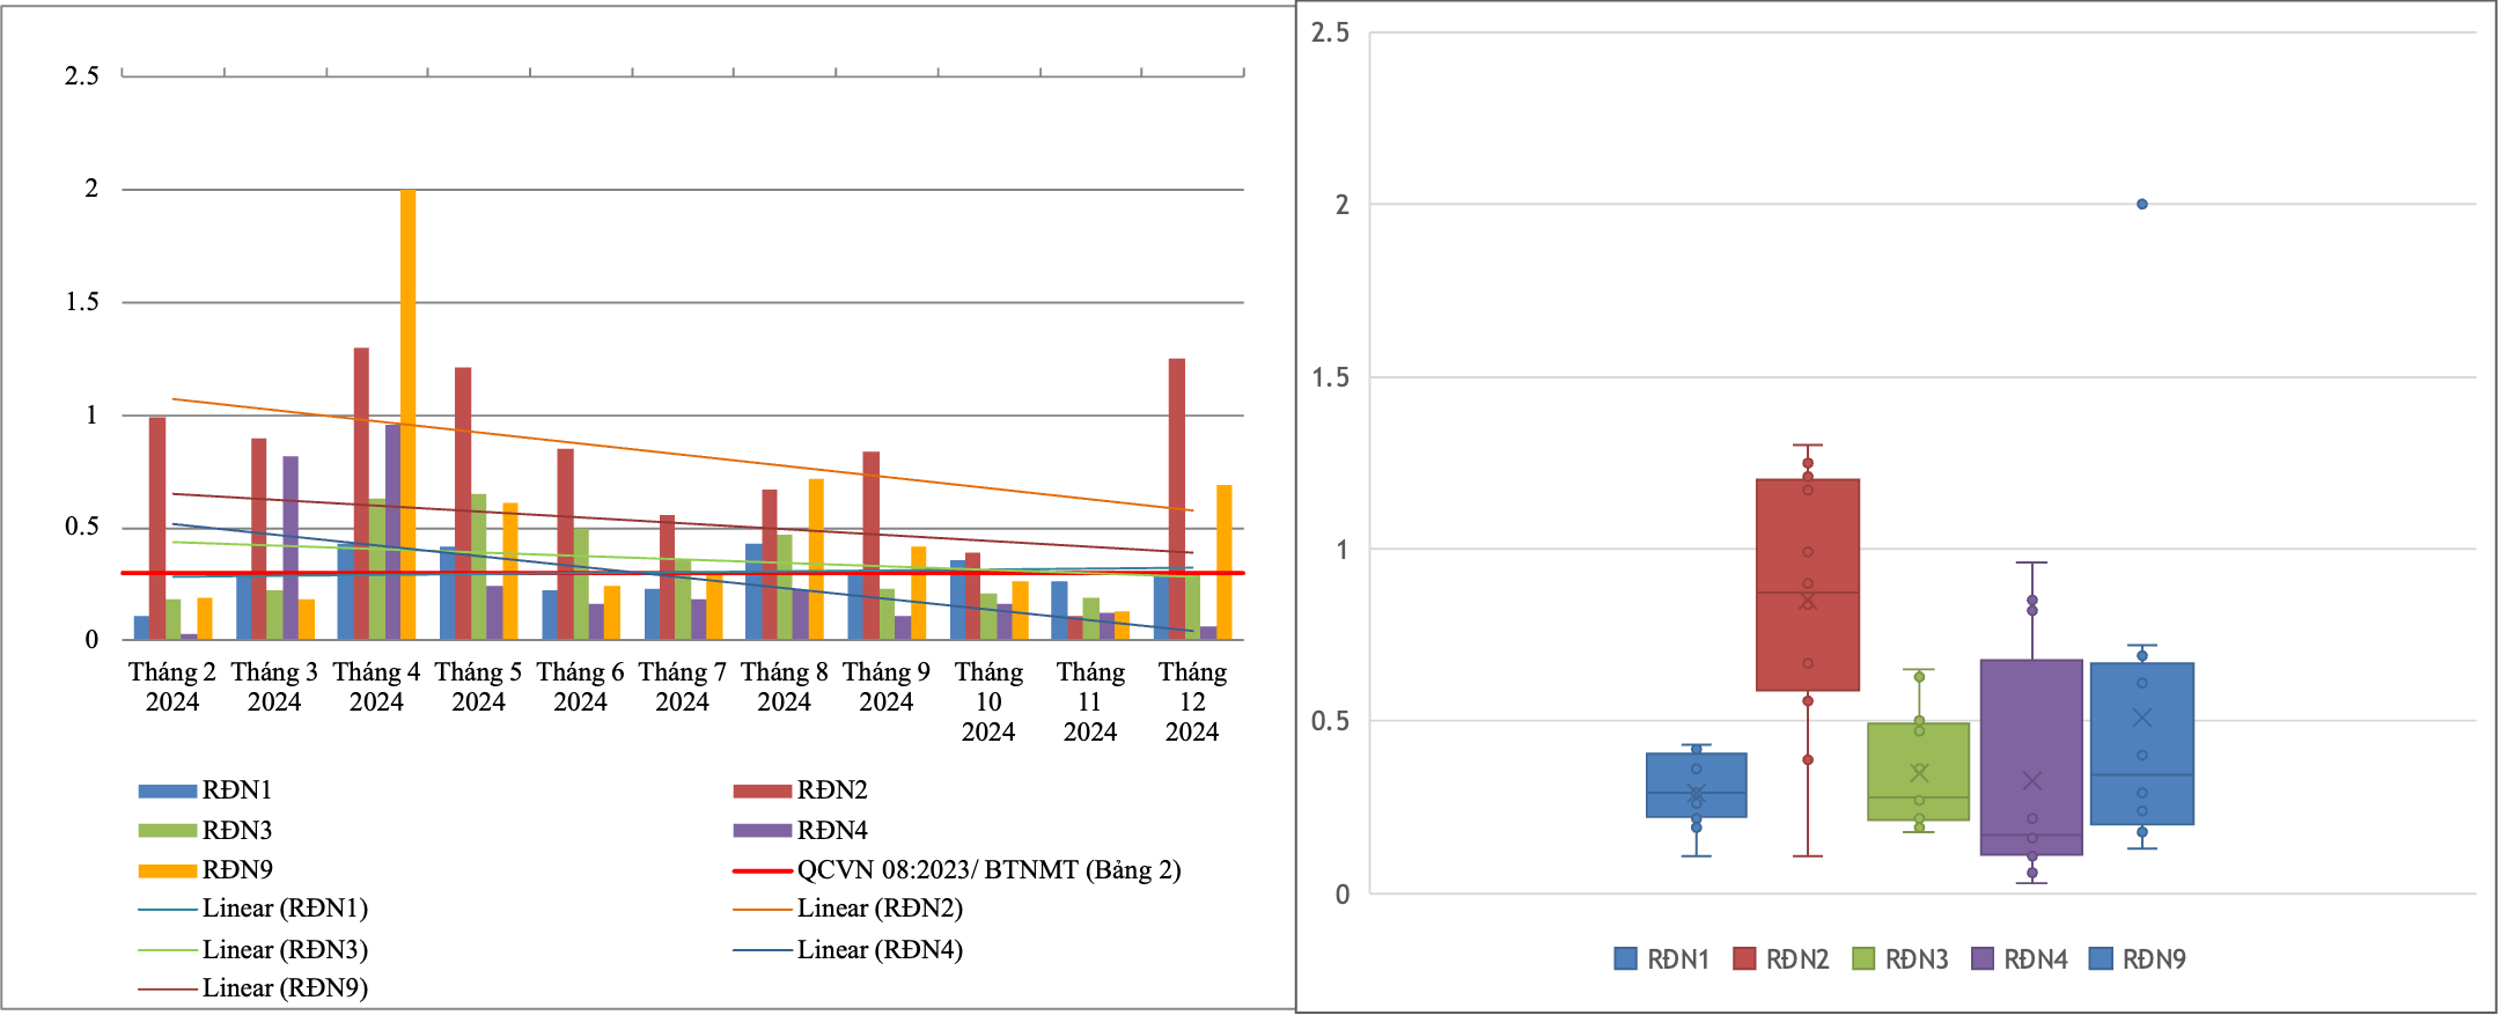 2.5
2
1.5
1
0.5
0
Tháng 2
2024
Tháng 3
2024
Tháng 4
2024
Tháng 5
2024
Tháng 6
2024
Tháng 7
2024
Tháng 8
2024
Tháng 9
2024
Tháng
10
2024
Tháng
11
2024
Tháng
12
2024
RĐN1
RĐN2
RĐN3
RĐN4
RĐN9
QCVN 08:2023/ BTNMT (Bảng 2)
Linear (RĐN1)
Linear (RĐN2)
Linear (RĐN3)
Linear (RĐN4)
Linear (RĐN9)
2.5
2
1.5
1
0.5
0
RĐN1 RĐN2 RĐN3 RĐN4 RĐN9